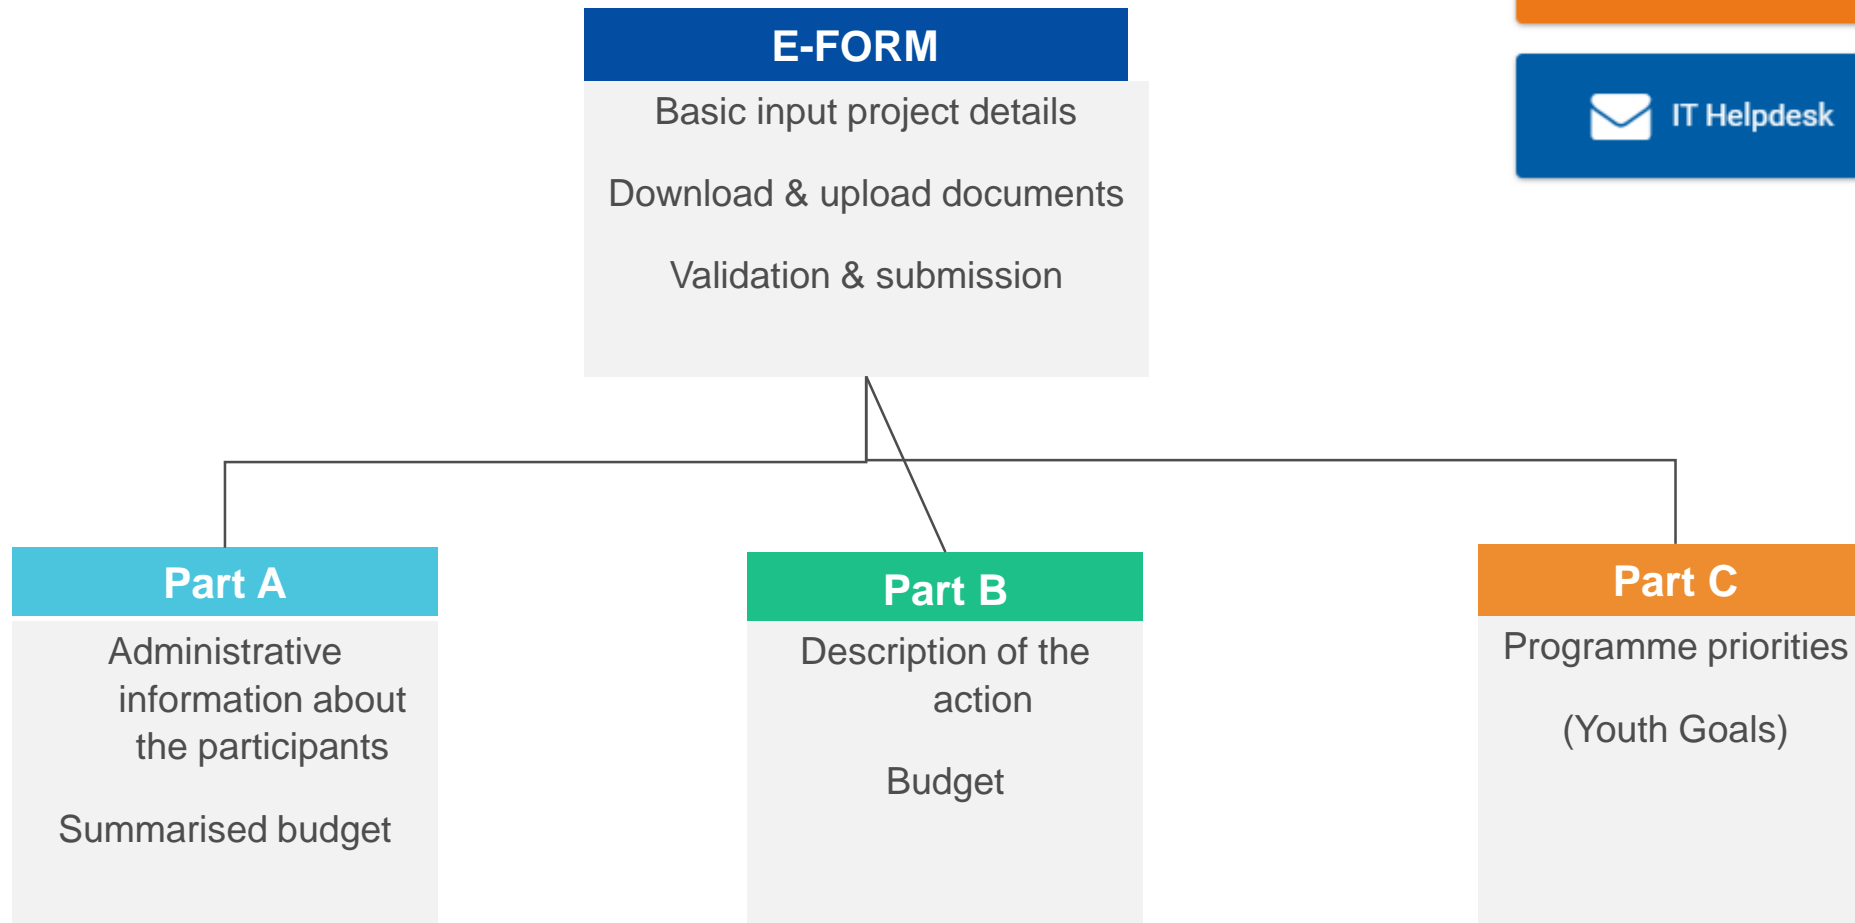 E-FORM
Basic input project details
Download & upload documents
Validation & submission
IT Helpdesk
Part A
Administrative
information about
the participants
Summarised budget
Part B
Description of the
action
Budget
Part C
Programme priorities
(Youth Goals)